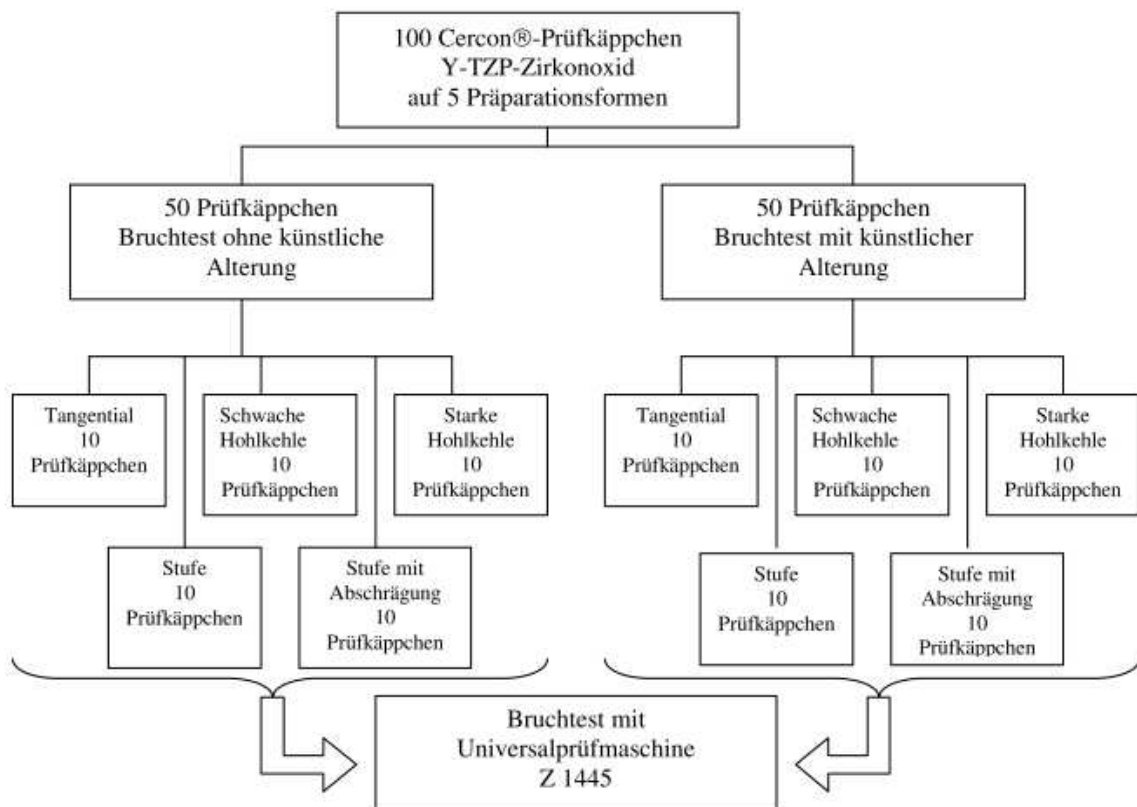 100 Cercon®-Prüfkäppchen
Y-TZP-Zirkonoxid
auf 5 Präparationsformen
50 Prüfkäppchen
Bruchtest ohne künstliche
Alterung
50 Prüfkäppchen
Bruchtest mit künstlicher
Alterung
Tangential
10
Prüfkäppchen
Schwache
Hohlkehle
10
Prüfkäppchen
Starke
Hohlkehle
10
Prüfkäppchen
Tangential
10
Prüfkäppchen
Schwache
Hohlkehle
10
Prüfkäppchen
Starke
Hohlkehle
10
Prüfkäppchen
Stufe
10
Prüfkäppchen
Stufe mit
Abschrägung
10
Prüfkäppchen
Stufe
10
Prüfkäppchen
Stufe mit
Abschrägung
10
Prüfkäppchen
Bruchtest mit
Universalprüfmaschine
Z 1445